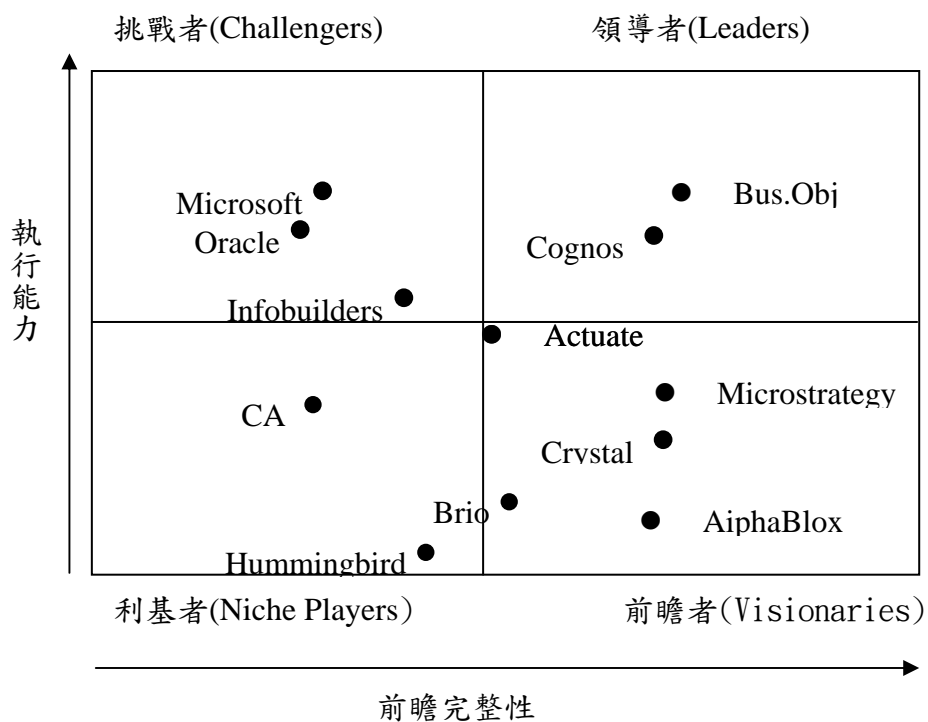 挑戰者(Challengers)
領導者(Leaders)
執行能力
Microsoft
Oracle
Infobuilders
Bus.Obj
Cognos
Actuate
CA
Microstrategy
Crystal
Brio
AiphaBlox
Hummingbird
利基者(Niche Players)
前瞻者(Visionaries)
前瞻完整性